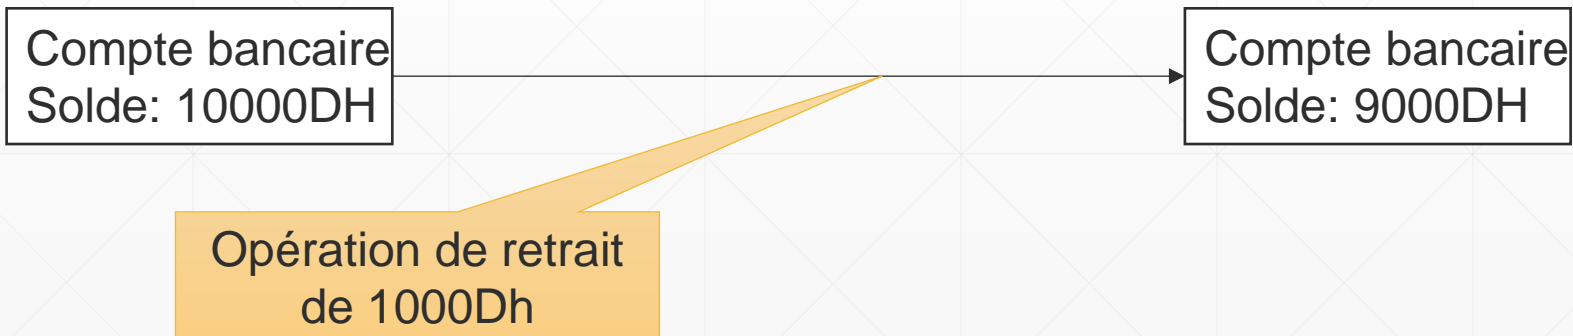 Compte bancaire
Solde: 10000DH
Compte bancaire
Solde: 9000DH
Opération de retrait
de 1000Dh